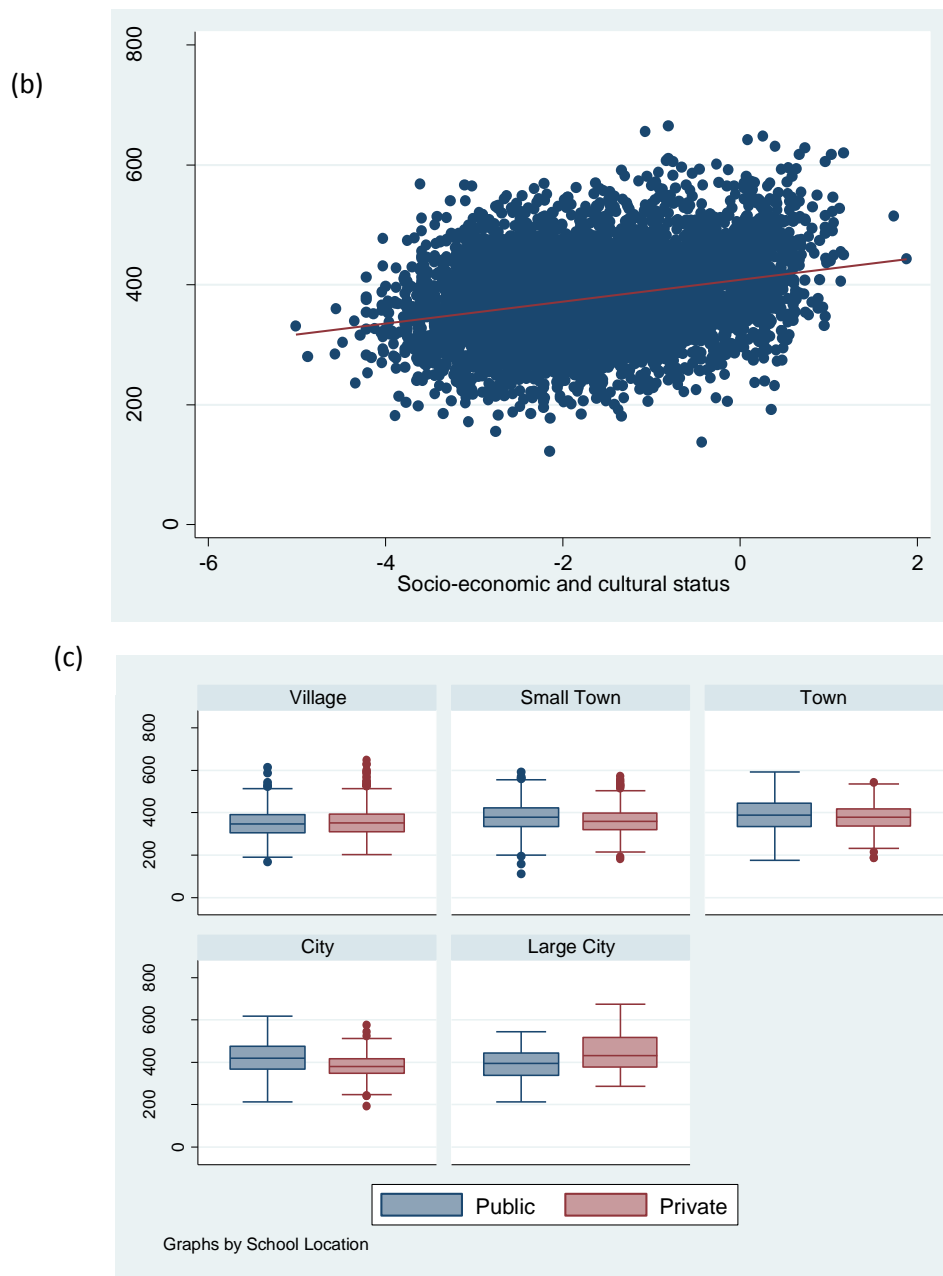 (b)
800
600
400
200
0
-6 -4 -2 0 2
Socio-economic and cultural status
(c)
Village Small Town Town
800
600
400
200
0
City Large City
800
600
400
200
0
Public Private
Graphs by School Location